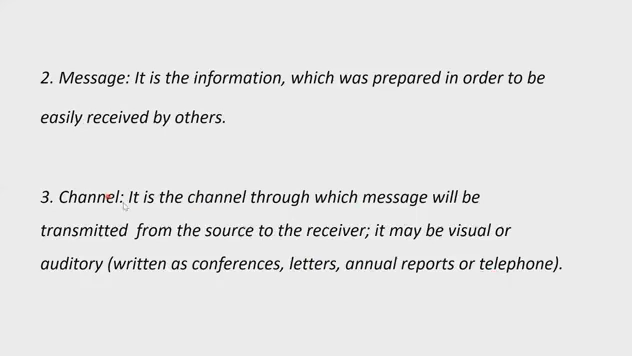 2. Message: It is the information, which was prepared in order to be
easily received by others.
3. Channel: It is the channel through which message will be
transmitted  from the source to the receiver; it may be visual or
auditory (written as conferences, letters, annual reports or telephone).